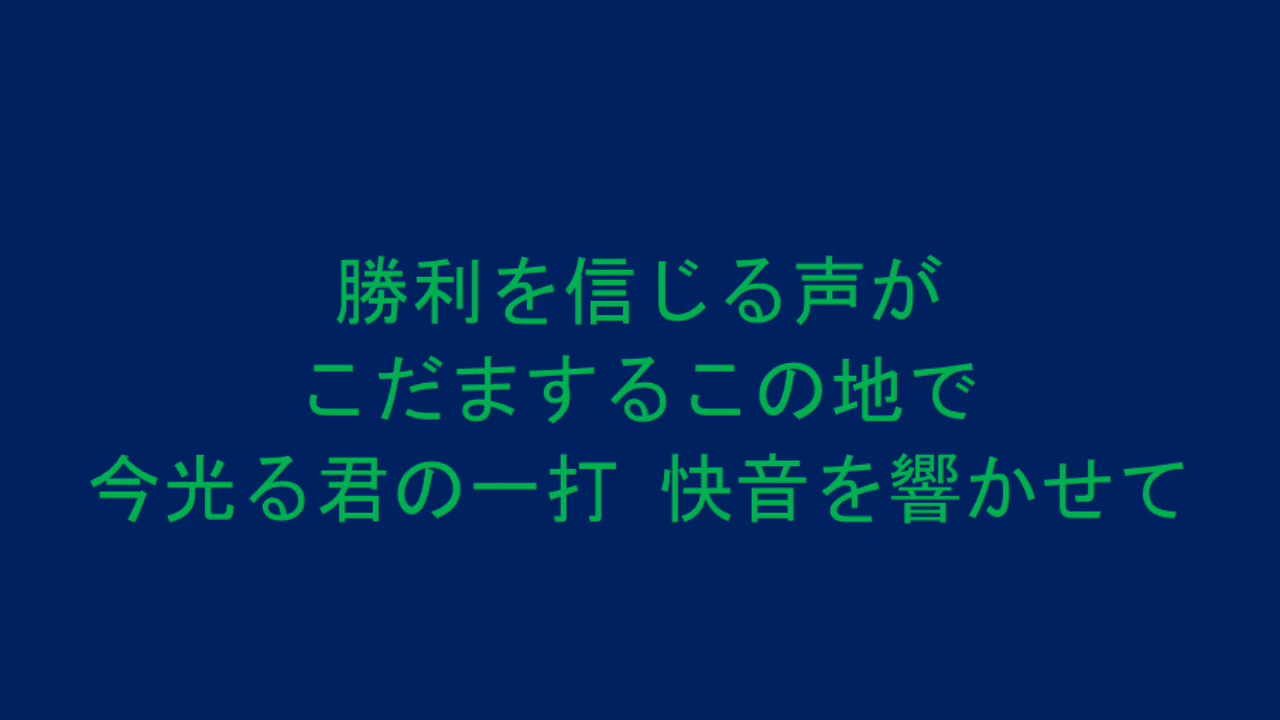 勝利を信じる声が
こだまするこの地で
今光る君の一打 快音を響かせて